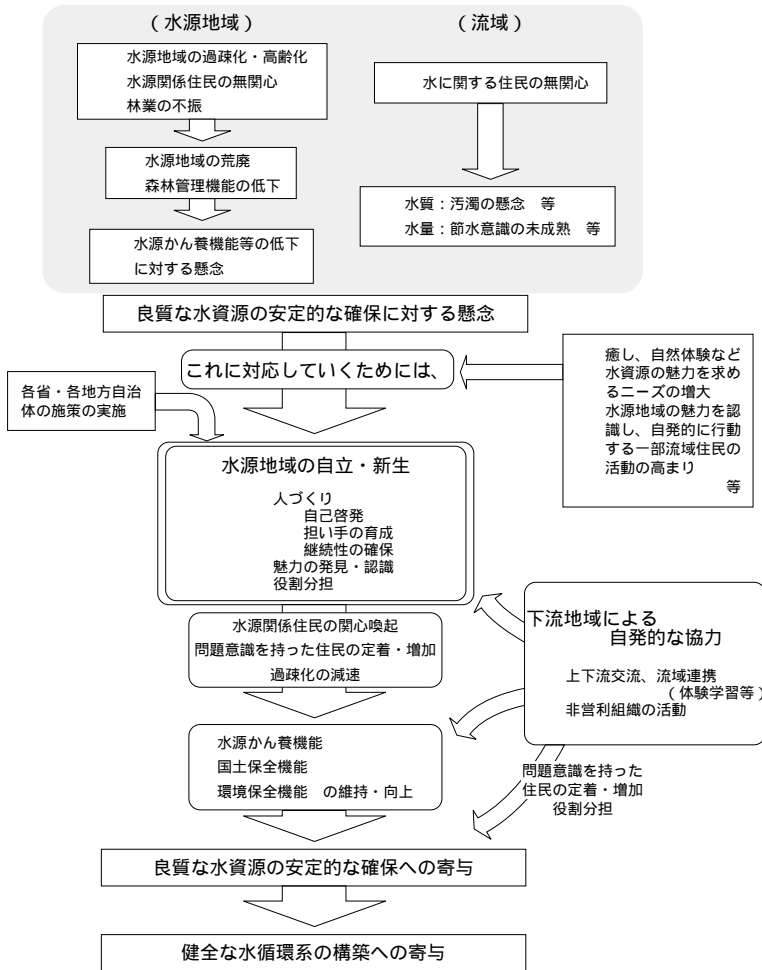 （水源地域）
水源地域の過疎化・高齢化
水源関係住民の無関心
林業の不振
水源地域の荒廃
森林管理機能の低下
水源かん養機能等の低下
に対する懸念
（流域）
水に関する住民の無関心
水質：汚濁の懸念　等
水量：節水意識の未成熟　等
良質な水資源の安定的な確保に対する懸念
これに対応していくためには、
各省・各地方自治
体の施策の実施
癒し、自然体験など
水資源の魅力を求め
るニーズの増大
水源地域の魅力を認
識し、自発的に行動
する一部流域住民の
活動の高まり
等
水源地域の自立・新生
人づくり
自己啓発
担い手の育成
継続性の確保
魅力の発見・認識
役割分担
下流地域による
自発的な協力
上下流交流、流域連携
（体験学習等）
非営利組織の活動
水源関係住民の関心喚起
問題意識を持った住民の定着・増加
過疎化の減速
水源かん養機能
国土保全機能
環境保全機能　の維持・向上
問題意識を持った
住民の定着・増加
役割分担
良質な水資源の安定的な確保への寄与
健全な水循環系の構築への寄与